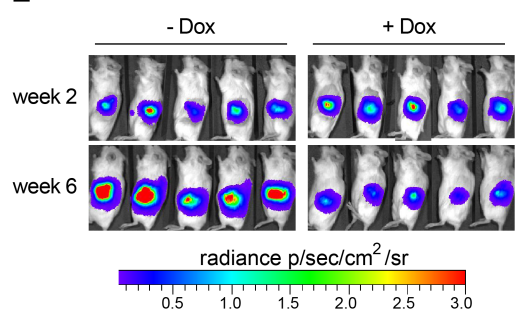 - Dox
+ Dox
week 2
week 6
radiance p/sec/cm²/sr
0.5 1.0 1.5 2.0 2.5 3.0